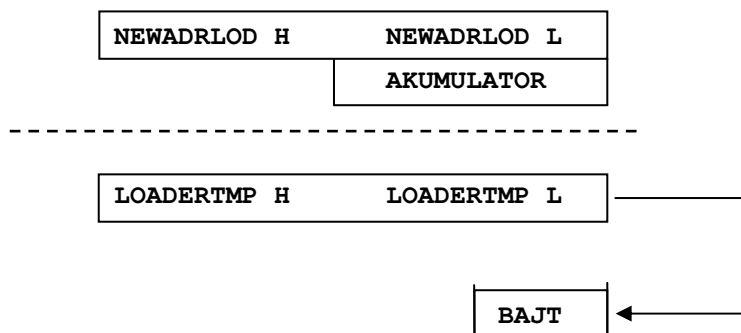 NEWADRLOD H NEWADRLOD L
AKUMULATOR
LOADERTMP H LOADERTMP L
BAJT